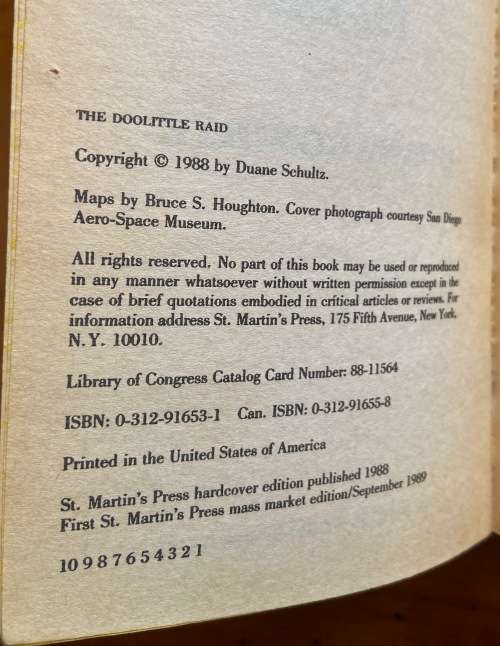 THE DOOLITTLE RAID
Copyright © 1988 by Duane Schultz.
Maps by Bruce S. Houghton. Cover photograph courtesy San Diego
Aero-Space Museum.
All rights reserved. No part of this book may be used or reproduced
in any manner whatsoever without written permission except in the
case of brief quotations embodied in critical articles or reviews. For
information address St. Martin's Press, 175 Fifth Avenue, New York,
N.Y. 10010.
Library of Congress Catalog Card Number: 88-11564
ISBN: 0-312-91653-1 Can. ISBN: 0-312-91655-8
Printed in the United States of America
St. Martin's Press hardcover edition published 1988
First St. Martin's Press mass market edition/September 1989
10 9 8 7 6 5 4 3 2 1